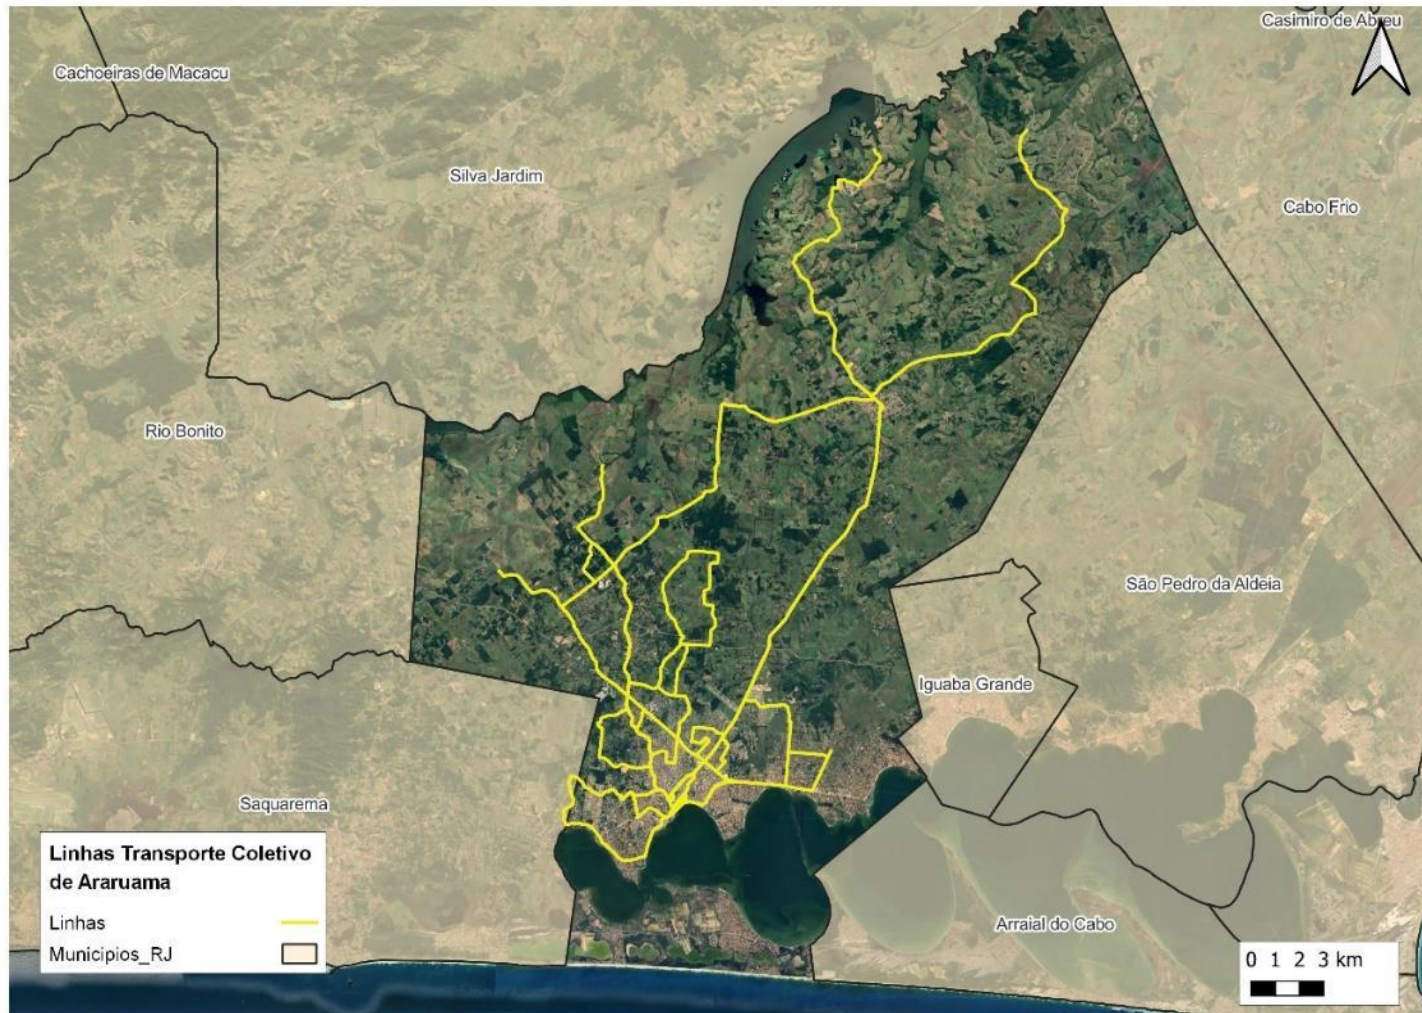 Casimiro de Abreu
Cachoeiras de Macacu
Silva Jardim
Cabo Frio
Rio Bonito
São Pedro da Aldeia
Iguaba Grande
Saquarema
Arraial do Cabo
Linhas Transporte Coletivo
de Araruama
Linhas
Municipios_RJ
0 1 2 3 km